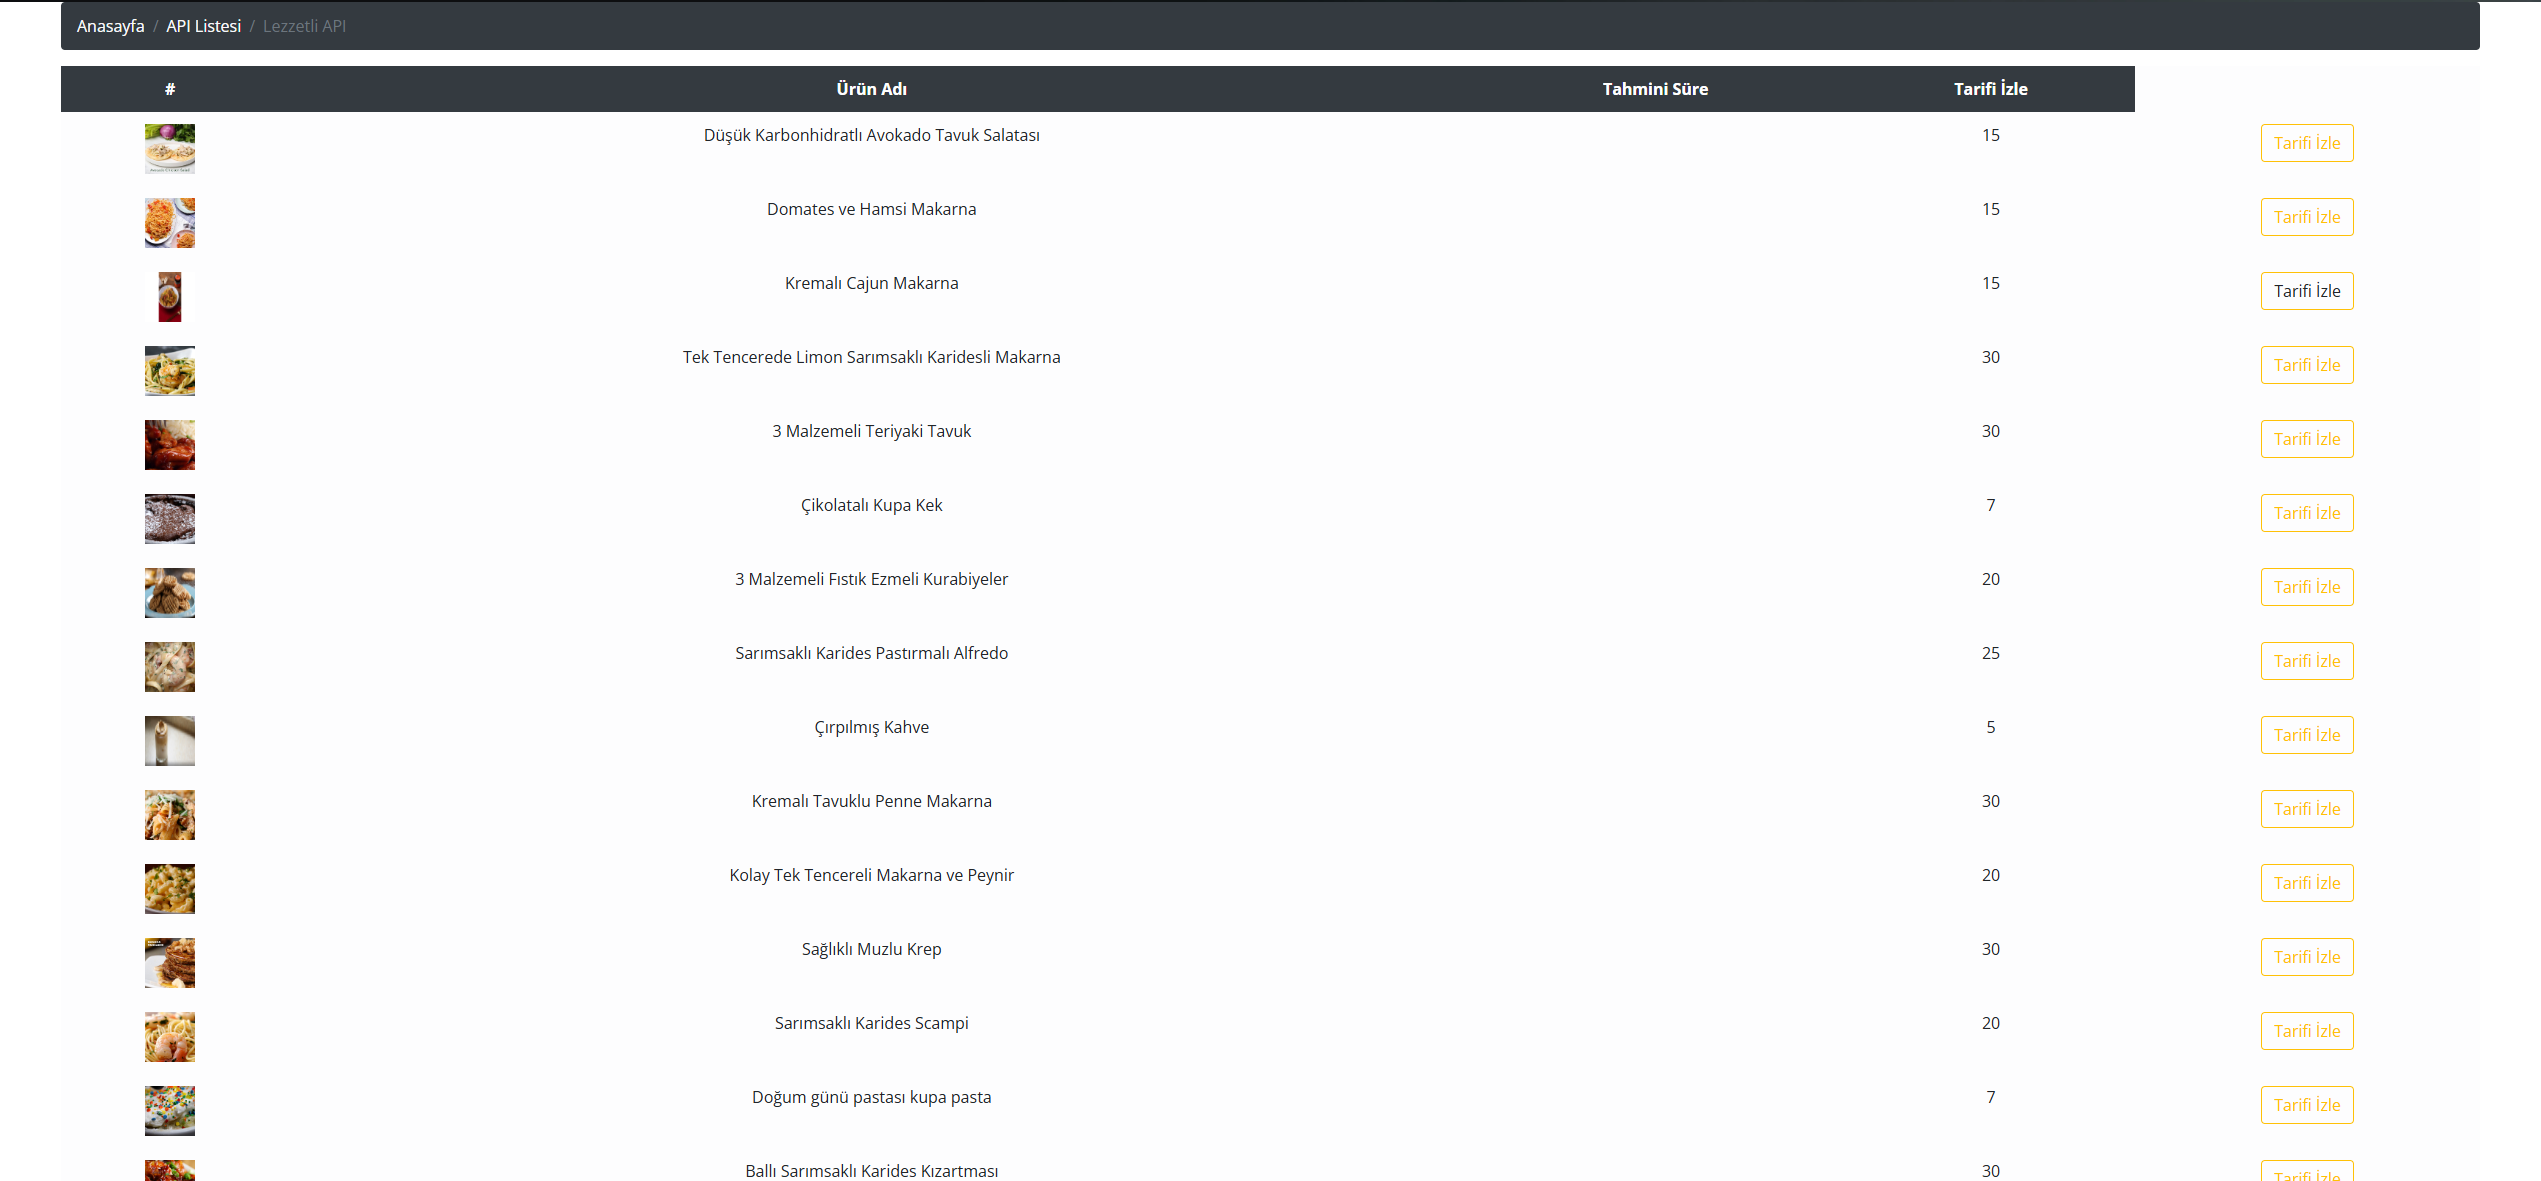 Anasayfa / API Listesi / Lezzetli API
# Ürün Adı Tahmini Süre Tarifi İzle
Düşük Karbonhidratlı Avokado Tavuk Salatası 15 Tarifi İzle
Domates ve Hamsi Makarna 15 Tarifi İzle
Kremalı Cajun Makarna 15 Tarifi İzle
Tek Tencerede Limon Sarımsaklı Karidesli Makarna 30 Tarifi İzle
3 Malzemeli Teriyaki Tavuk 30 Tarifi İzle
Çikolatalı Kupa Kek 7 Tarifi İzle
3 Malzemeli Fıstık Ezmeli Kurabiyeler 20 Tarifi İzle
Sarımsaklı Karides Pastırmalı Alfredo 25 Tarifi İzle
Çırpılmış Kahve 5 Tarifi İzle
Kremalı Tavuklu Penne Makarna 30 Tarifi İzle
Kolay Tek Tencereli Makarna ve Peynir 20 Tarifi İzle
Sağlıklı Muzlu Krep 30 Tarifi İzle
Sarımsaklı Karides Scampi 20 Tarifi İzle
Doğum günü pastası kupa pasta 7 Tarifi İzle
Ballı Sarımsaklı Karides Kızartması 30 Tarifi İzle